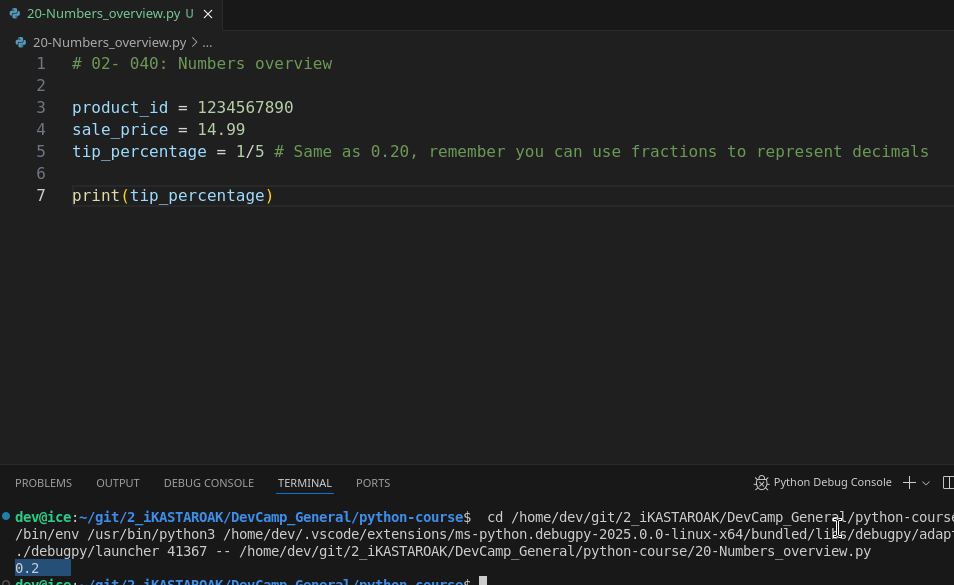 20-Numbers_overview.py U ×
20-Numbers_overview.py > ...
1 # 02- 040: Numbers overview
2
3 product_id = 1234567890
4 sale_price = 14.99
5 tip_percentage = 1/5 # Same as 0.20, remember you can use fractions to represent decimals
6
7 print(tip_percentage)
PROBLEMS OUTPUT DEBUG CONSOLE TERMINAL PORTS Python Debug Console
dev@ice:~/git/2_iKASTAROAK/DevCamp_General/python-course$ cd /home/dev/git/2_iKASTAROAK/DevCamp_General/python-course
/bin/env /usr/bin/python3 /home/dev/.vscode/extensions/ms-python.debugpy-2025.0.0-linux-x64/bundled/libs/debugpy/adap
./debugpy/launcher 41367 -- /home/dev/git/2_iKASTAROAK/DevCamp_General/python-course/20-Numbers_overview.py
0.2
dev@ice:~/git/2_iKASTAROAK/DevCamp_General/python-course$